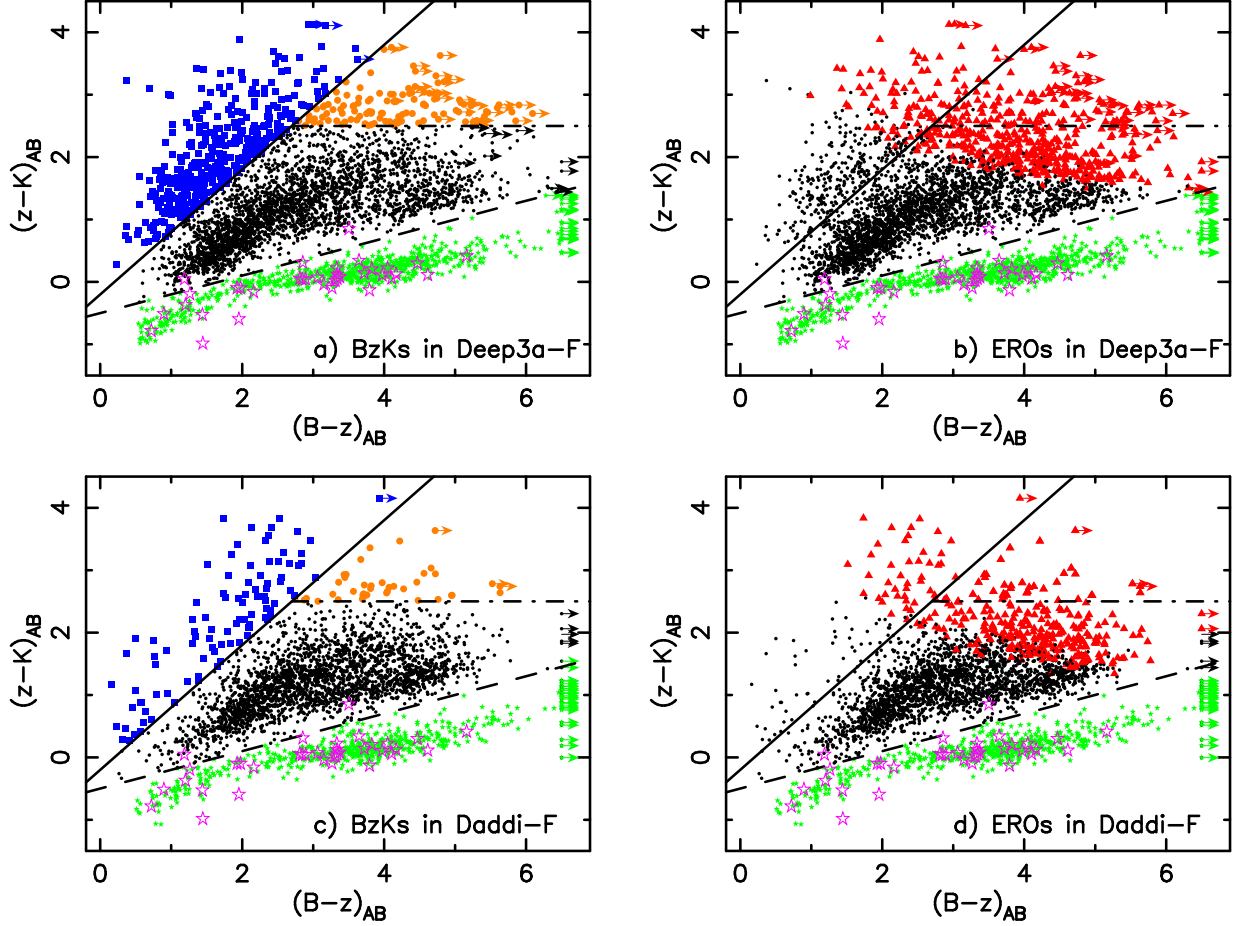 4
2
0
(z−K)AB
a) BzKs in Deep3a−F
0 2 4 6
(B−z)AB
4
2
0
(z−K)AB
b) EROs in Deep3a−F
0 2 4 6
(B−z)AB
4
2
0
(z−K)AB
c) BzKs in Daddi−F
0 2 4 6
(B−z)AB
4
2
0
(z−K)AB
d) EROs in Daddi−F
0 2 4 6
(B−z)AB